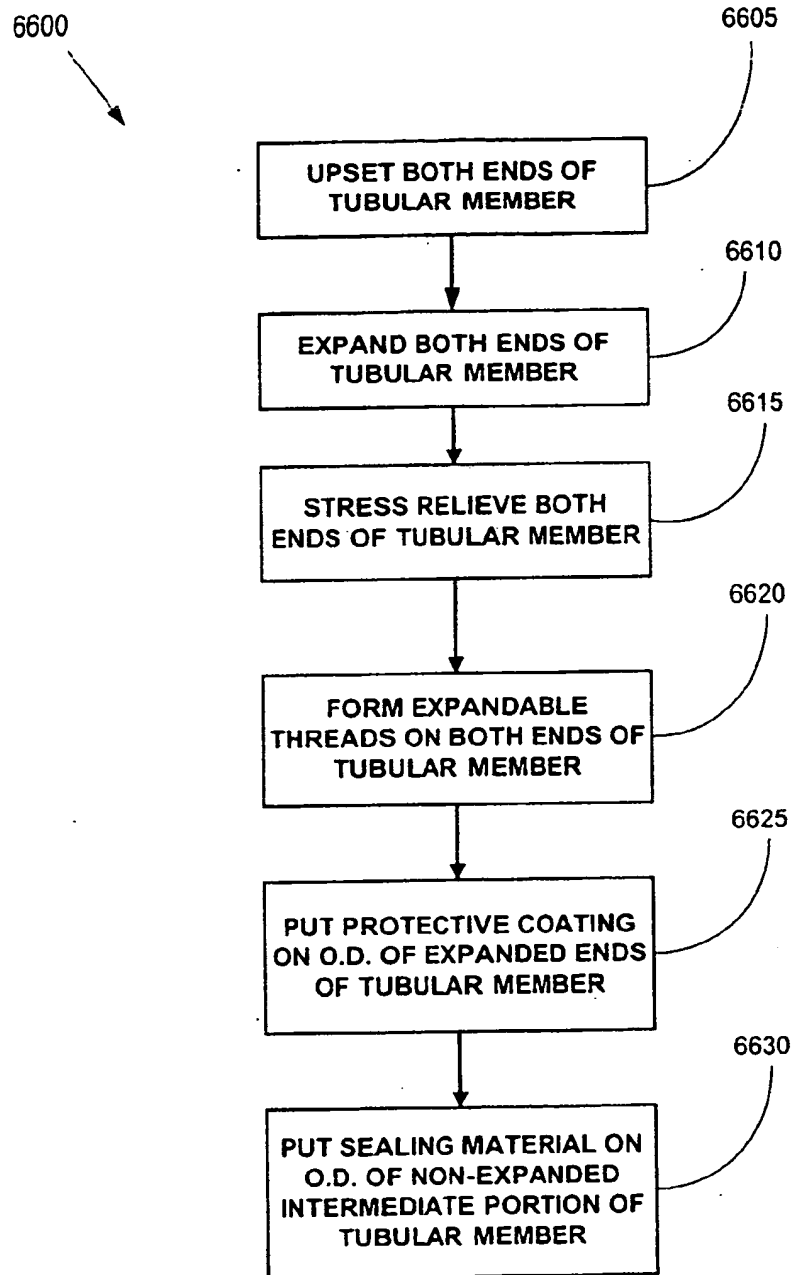 6600
6605
UPSET BOTH ENDS OF
TUBULAR MEMBER
6610
EXPAND BOTH ENDS OF
TUBULAR MEMBER
6615
STRESS RELIEVE BOTH
ENDS OF TUBULAR MEMBER
6620
FORM EXPANDABLE
THREADS ON BOTH ENDS OF
TUBULAR MEMBER
6625
PUT PROTECTIVE COATING
ON O.D. OF EXPANDED ENDS
OF TUBULAR MEMBER
6630
PUT SEALING MATERIAL ON
O.D. OF NON-EXPANDED
INTERMEDIATE PORTION OF
TUBULAR MEMBER